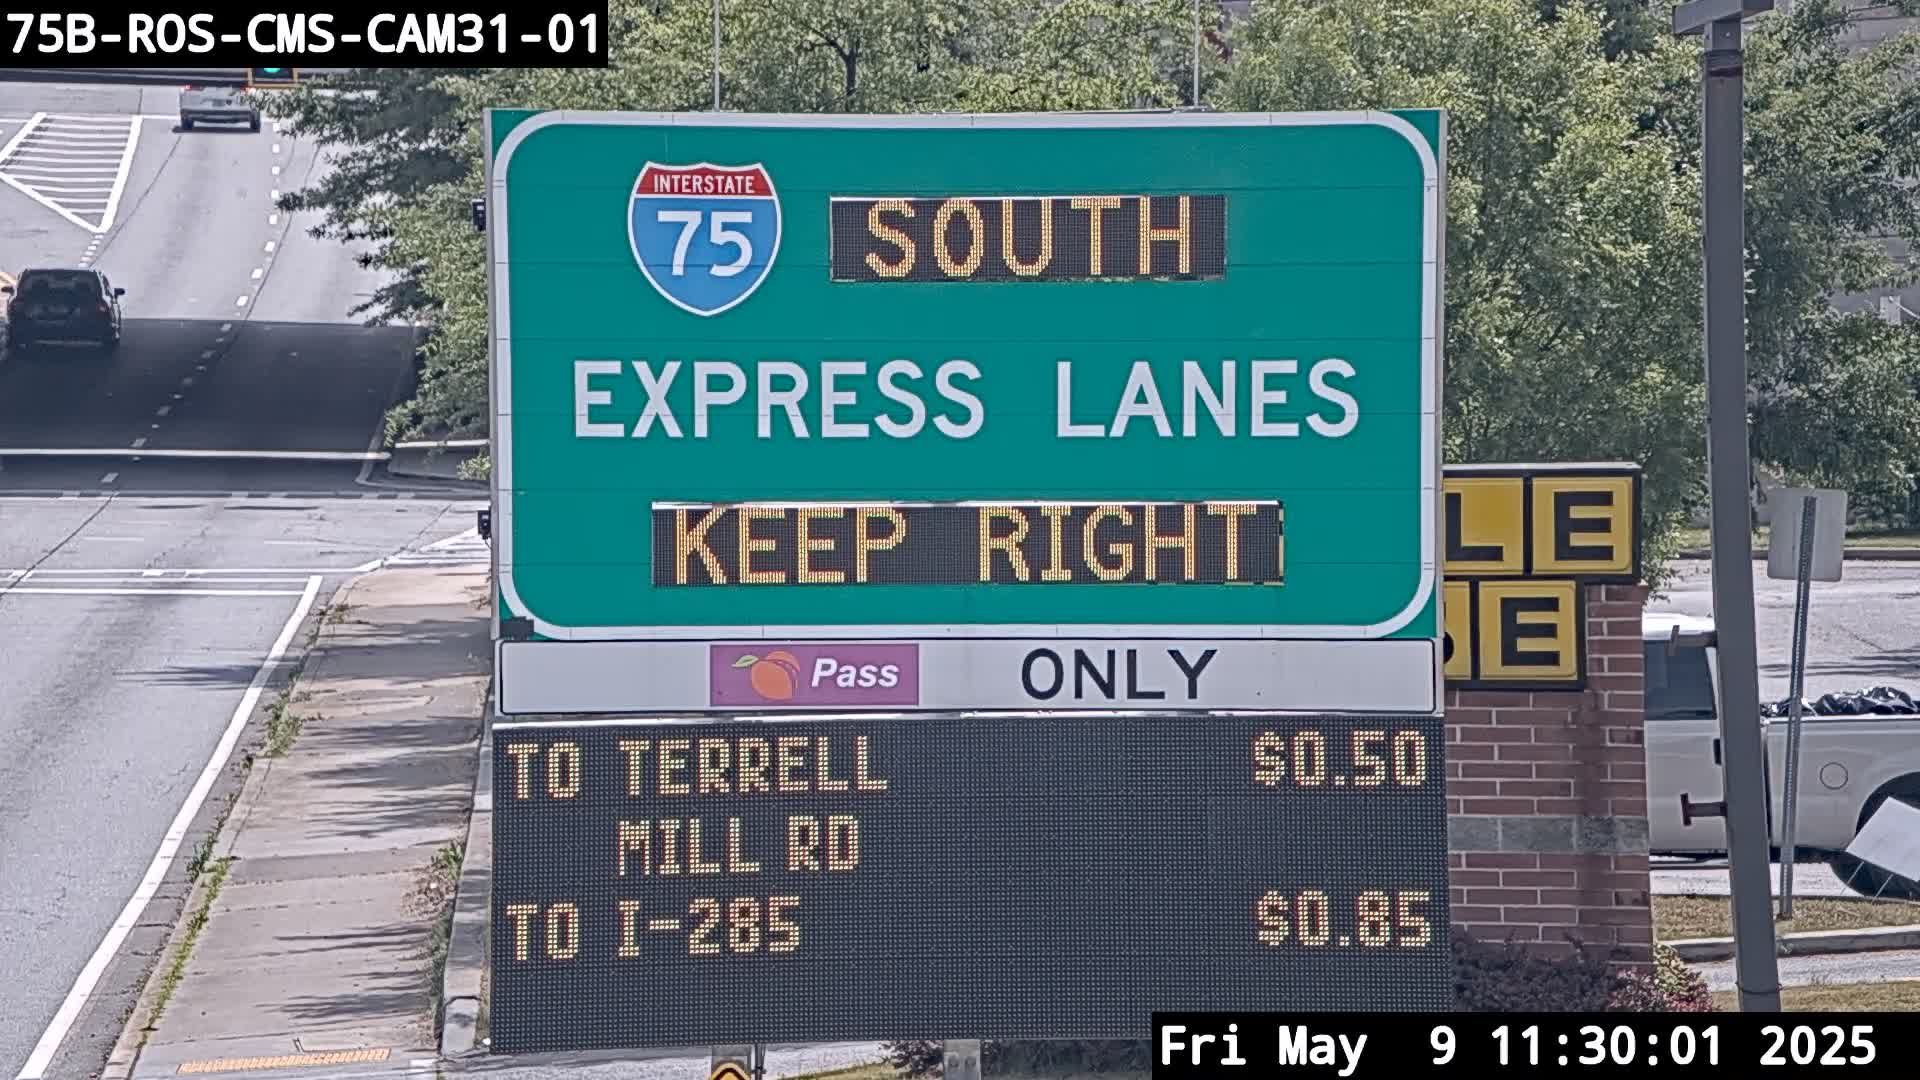 75B-ROS-CMS-CAM31-01
INTERSTATE
75
SOUTH
EXPRESS LANES
KEEP RIGHT
Pass ONLY
LE
E
TO TERRELL $0.50
MILL RD
TO I-285 $0.85
Fri May 9 11:30:01 2025